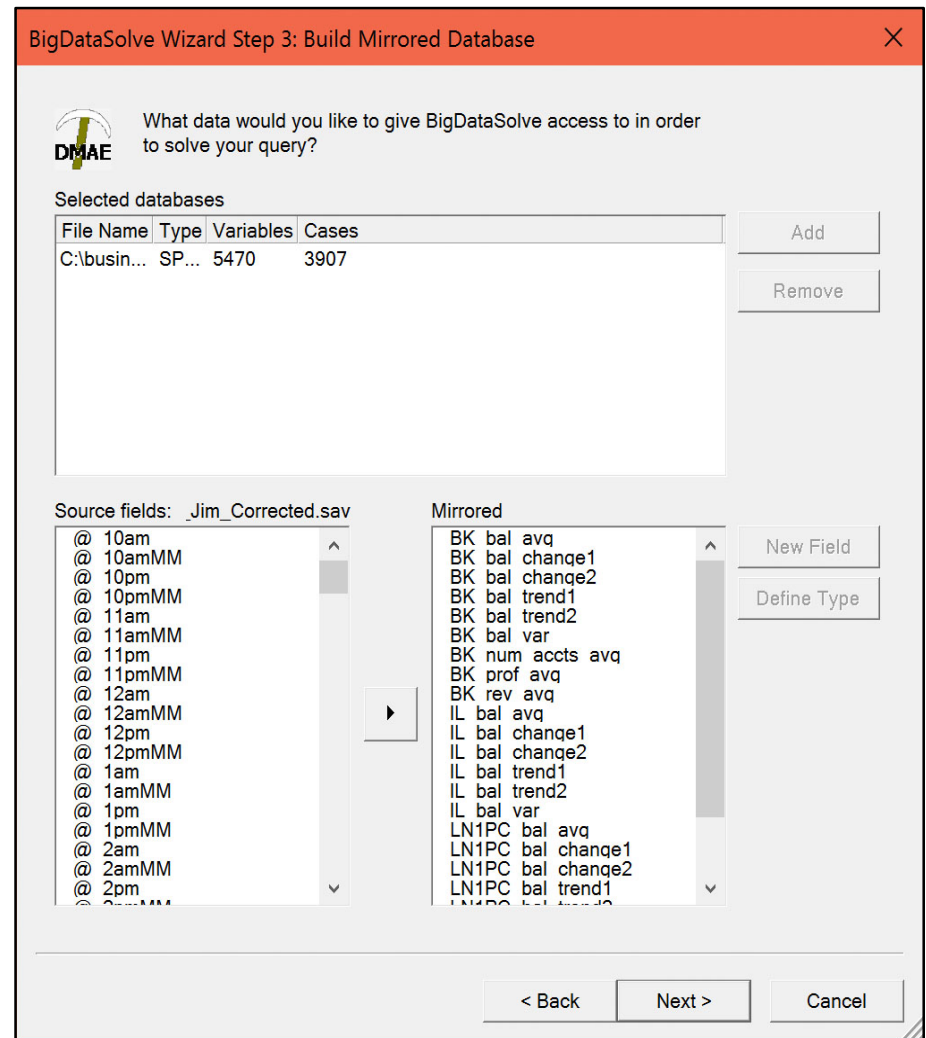 BigDataSolve Wizard Step 3: Build Mirrored Database
DMAE
What data would you like to give BigDataSolve access to in order
to solve your query?
Selected databases
File Name Type Variables Cases
C:\busin... SP... 5470 3907
Add
Remove
Source fields: _Jim_Corrected.sav
@ 10am
@ 10amMM
@ 10pm
@ 10pmMM
@ 11am
@ 11amMM
@ 11pm
@ 11pmMM
@ 12am
@ 12amMM
@ 12pm
@ 12pmMM
@ 1am
@ 1amMM
@ 1pm
@ 1pmMM
@ 2am
@ 2amMM
@ 2pm
Mirrored
BK bal avg
BK bal change1
BK bal change2
BK bal trend1
BK bal trend2
BK bal var
BK num accts avg
BK prof avg
BK rev avg
IL bal avg
IL bal change1
IL bal change2
IL bal trend1
IL bal trend2
IL bal var
LN1PC bal avg
LN1PC bal change1
LN1PC bal change2
LN1PC bal trend1
New Field
Define Type
< Back
Next >
Cancel